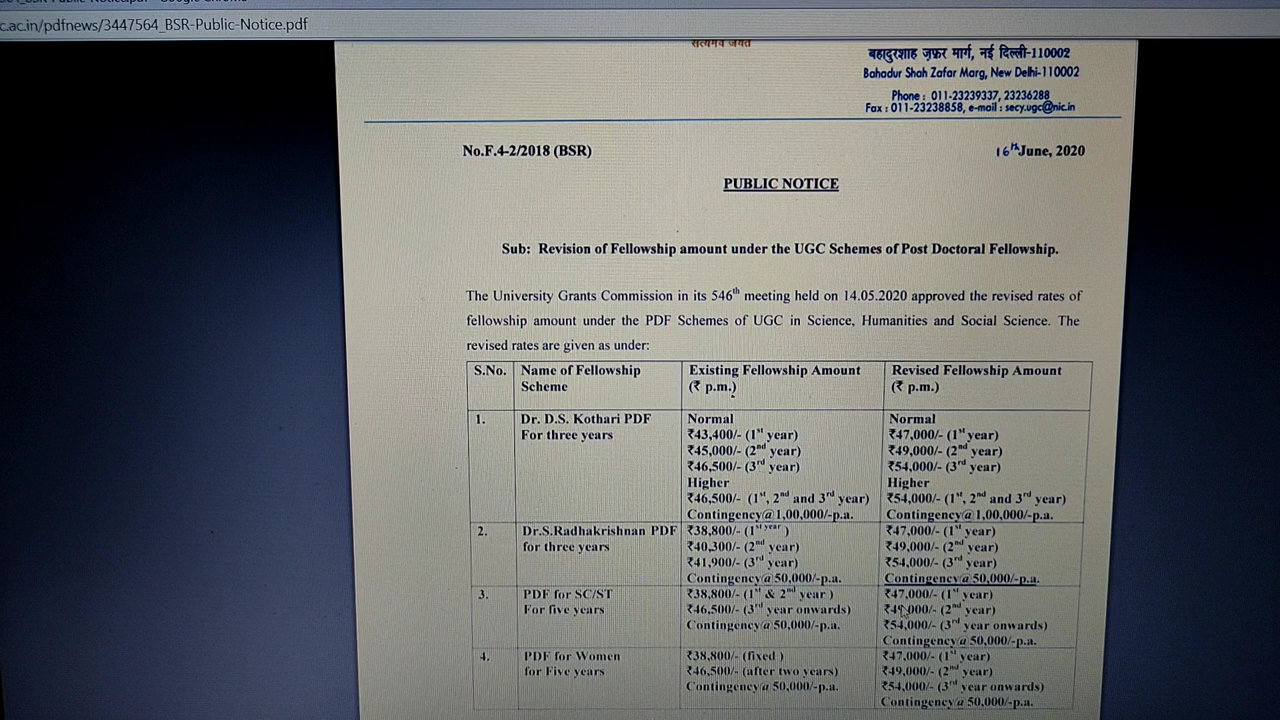 c.ac.in/pdfnews/3447564_BSR-Public-Notice.pdf
सत्यमेव जयते
बहादुरशाह ज़फ़र मार्ग, नई दिल्ली-110002
Bahadur Shah Zafar Marg, New Delhi-110002
Phone : 011-23239337, 23236288
Fax : 011-23238858, e-mail : secy.ugc@nic.in
No.F.4-2/2018 (BSR)
16th June, 2020
PUBLIC NOTICE
Sub: Revision of Fellowship amount under the UGC Schemes of Post Doctoral Fellowship.
The University Grants Commission in its 546th meeting held on 14.05.2020 approved the revised rates of
fellowship amount under the PDF Schemes of UGC in Science, Humanities and Social Science. The
revised rates are given as under:
S.No. Name of Fellowship Scheme Existing Fellowship Amount (₹ p.m.) Revised Fellowship Amount (₹ p.m.)
1. Dr. D.S. Kothari PDF
For three years
Normal
₹43,400/- (1st year)
₹45,000/- (2nd year)
₹46,500/- (3rd year)
Higher
₹46,500/- (1st, 2nd and 3rd year)
Contingency@1,00,000/-p.a.
Normal
₹47,000/- (1st year)
₹49,000/- (2nd year)
₹54,000/- (3rd year)
Higher
₹54,000/- (1st, 2nd and 3rd year)
Contingency@1,00,000/-p.a.
2. Dr.S.Radhakrishnan PDF
for three years
₹38,800/- (1st year )
₹40,300/- (2nd year)
₹41,900/- (3rd year)
Contingency@50,000/-p.a.
₹47,000/- (1st year)
₹49,000/- (2nd year)
₹54,000/- (3rd year)
Contingency@50,000/-p.a.
3. PDF for SC/ST
For five years
₹38,800/- (1st & 2nd year )
₹46,500/- (3rd year onwards)
Contingency@50,000/-p.a.
₹47,000/- (1st year)
₹49,000/- (2nd year)
₹54,000/- (3rd year onwards)
Contingency@50,000/-p.a.
4. PDF for Women
for Five years
₹38,800/- (fixed )
₹46,500/- (after two years)
Contingency@50,000/-p.a.
₹47,000/- (1st year)
₹49,000/- (2nd year)
₹54,000/- (3rd year onwards)
Contingency@50,000/-p.a.